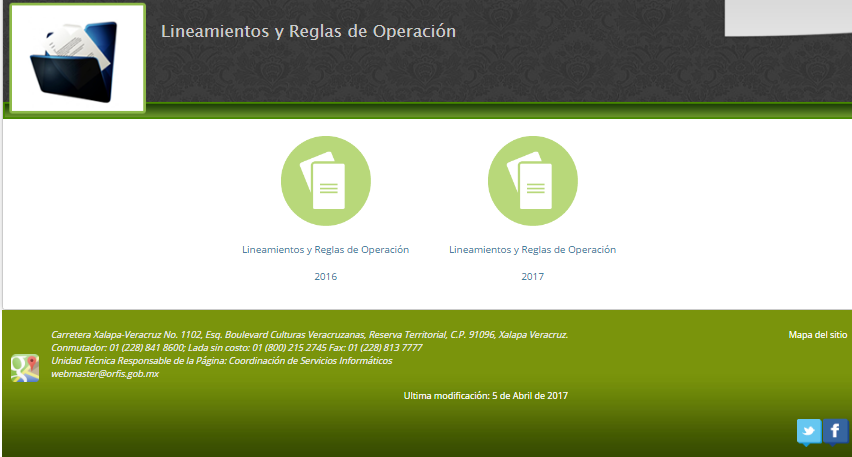 Lineamientos y Reglas de Operación
Lineamientos y Reglas de Operación
2016
Lineamientos y Reglas de Operación
2017
Carretera Xalapa-Veracruz No. 1102, Esq. Boulevard Culturas Veracruzanas, Reserva Territorial, C.P. 91096, Xalapa Veracruz.
Conmutador: 01 (228) 841 8600; Lada sin costo: 01 (800) 215 2745 Fax: 01 (228) 813 7777
Unidad Técnica Responsable de la Página: Coordinación de Servicios Informáticos
webmaster@orfis.gob.mx
Mapa del sitio
Ultima modificación: 5 de Abril de 2017